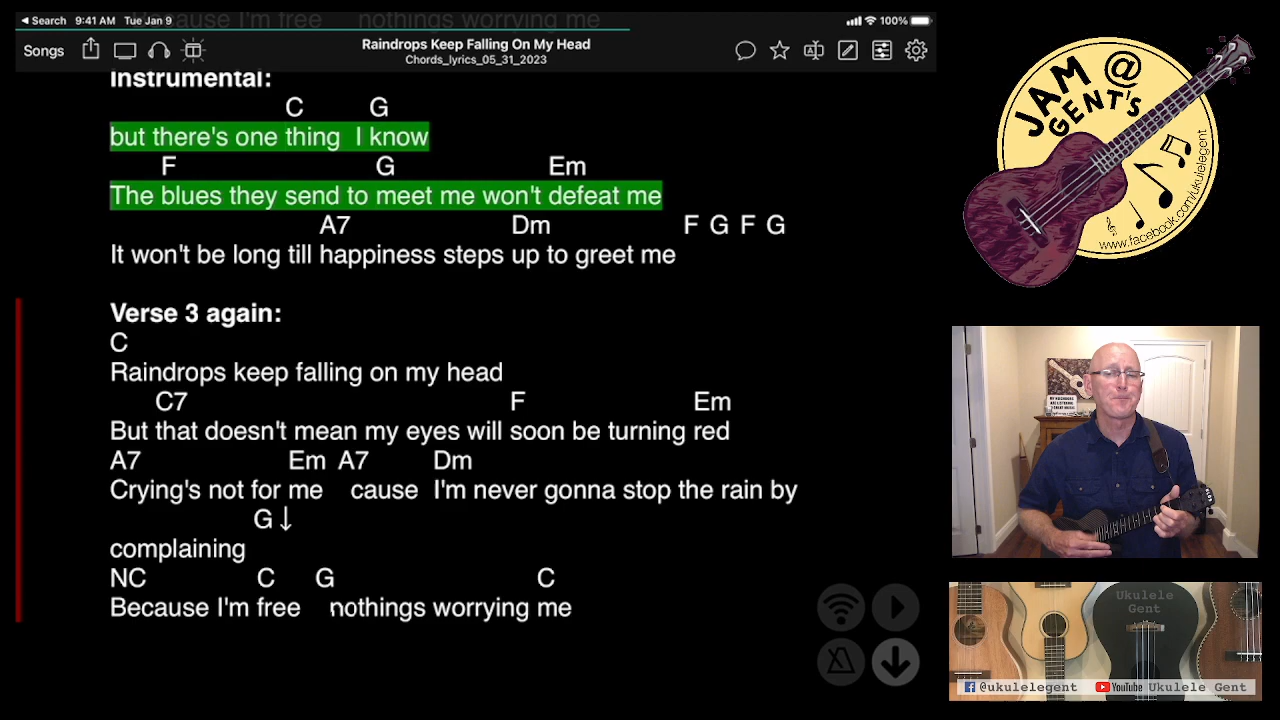 Search 9:41 AM Tue Jan 9 100%
Because I'm free nothings worrying me
Songs
Raindrops Keep Falling On My Head
Chords_lyrics_05_31_2023
Instrumental:
C G
but there's one thing I know
F G Em
The blues they send to meet me won't defeat me
A7 Dm F G F G
It won't be long till happiness steps up to greet me
Verse 3 again:
C
Raindrops keep falling on my head
C7 F Em
But that doesn't mean my eyes will soon be turning red
A7 Em A7 Dm
Crying's not for me cause I'm never gonna stop the rain by
G↓
complaining
NC C G C
Because I'm free nothings worrying me
JAM @
GENT'S
www.facebook.com/ukulelegent
Ukulele
Gent
@ukulelegent YouTube Ukulele Gent